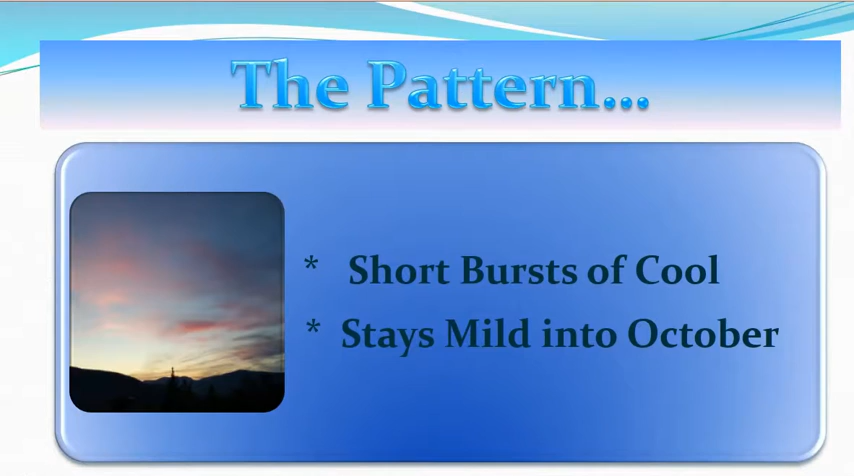 The Pattern...
* Short Bursts of Cool
* Stays Mild into October